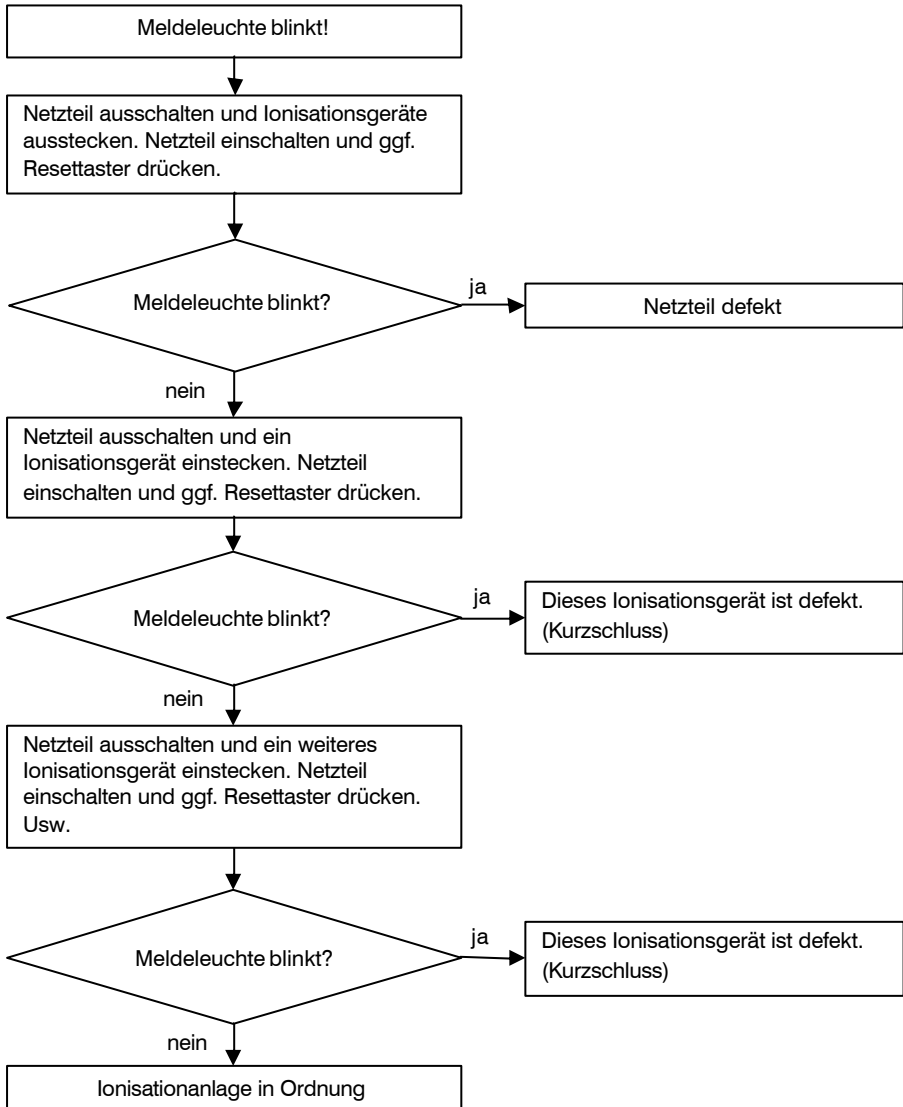 Meldeleuchte blinkt!
Netzteil ausschalten und Ionisationsgeräte
ausstecken. Netzteil einschalten und ggf.
Resettaster drücken.
Meldeleuchte blinkt?
ja
Netzteil defekt
nein
Netzteil ausschalten und ein
Ionisationsgerät einstecken. Netzteil
einschalten und ggf. Resettaster drücken.
Meldeleuchte blinkt?
ja
Dieses Ionisationsgerät ist defekt.
(Kurzschluss)
nein
Netzteil ausschalten und ein weiteres
Ionisationsgerät einstecken. Netzteil
einschalten und ggf. Resettaster drücken.
Usw.
Meldeleuchte blinkt?
ja
Dieses Ionisationsgerät ist defekt.
(Kurzschluss)
nein
Ionisationanlage in Ordnung